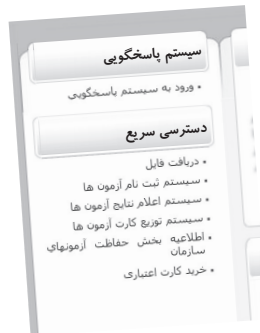 سیستم پاسخگویی
• ورود به سیستم پاسخگویی
دسترسی سریع
• دریافت فایل
• سیستم ثبت نام آزمون ها
• سیستم اعلام نتایج آزمون ها
• سیستم توزیع کارت آزمون ها
• اطلاعیه بخش حفاظت آزمونهای
سازمان
• خرید کارت اعتباری